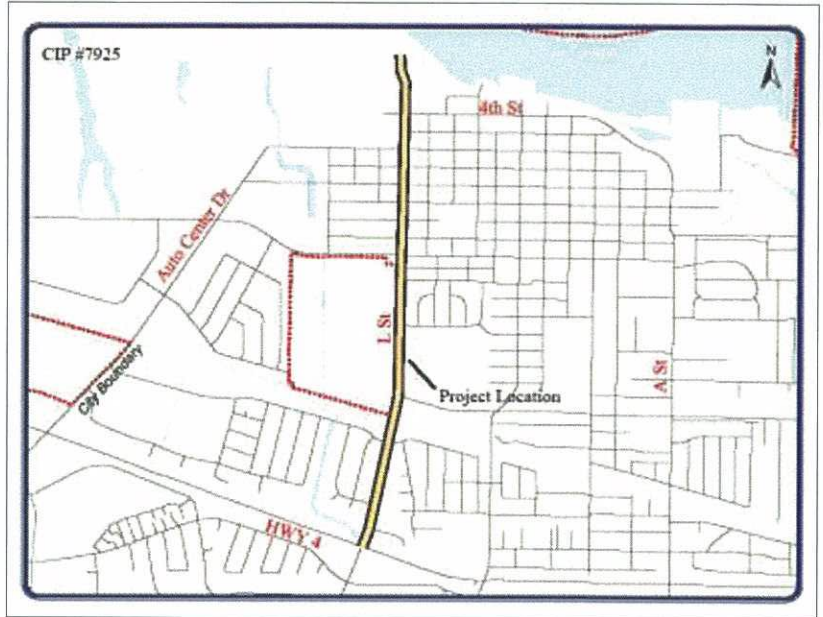 CIP #7925
N
4th St
Auto Center Dr
L St
City Boundary
Project Location
A St
HWY 4